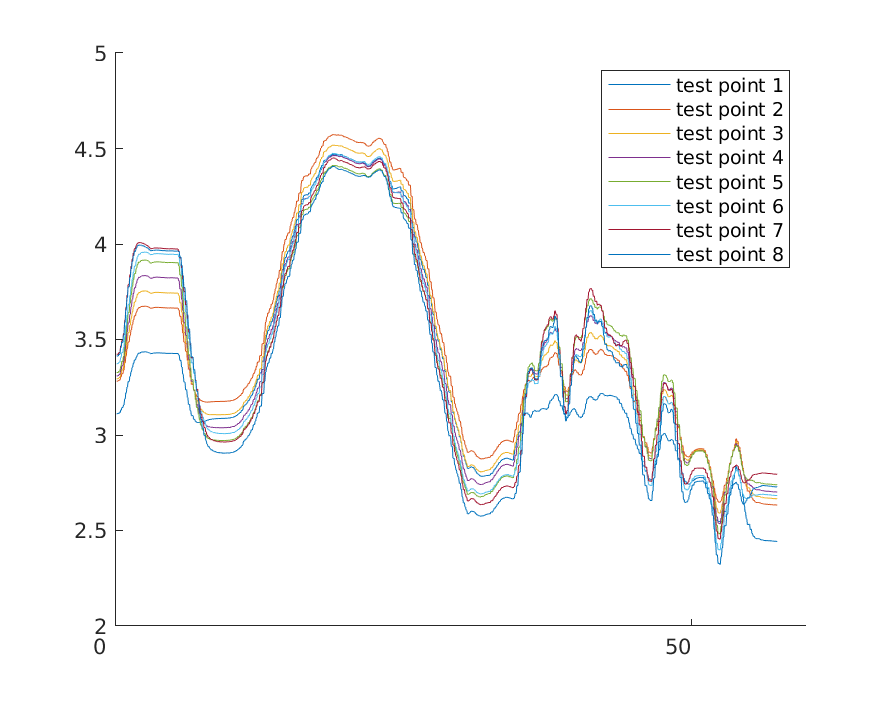 5
4.5
4
3.5
3
2.5
2
0
50
test point 1
test point 2
test point 3
test point 4
test point 5
test point 6
test point 7
test point 8